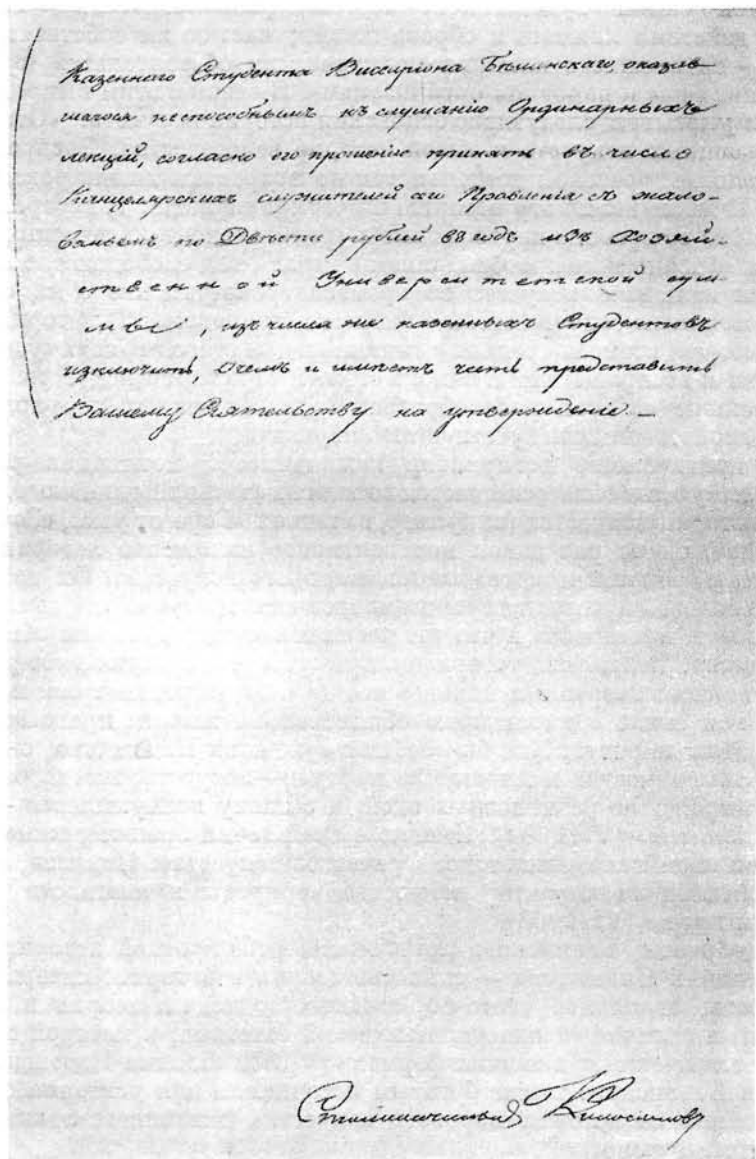 Казеннаго Студента Виссаріона Бѣлинскаго, оказав
шагося неспособнымъ къ слушанію Ординарныхъ
лекцій, согласно его прошенію принять въ число
Канцелярскихъ служителей сего Правленія съ жало-
ваньемъ по Двѣсти рублей въ годъ изъ хозяй-
ственной Университетской сум
мы, изъ числа же казенныхъ Студентовъ
изключить, о чемъ и имѣетъ честь представить
Вашему Сіятельству на утвержденіе —
Столоначальникъ